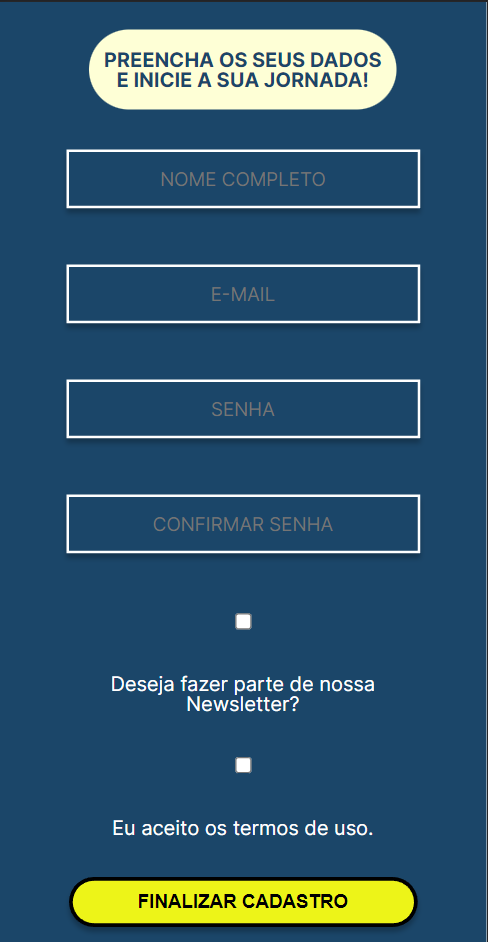 PREENCHA OS SEUS DADOS
E INICIE A SUA JORNADA!
NOME COMPLETO
E-MAIL
SENHA
CONFIRMAR SENHA
Deseja fazer parte de nossa
Newsletter?
Eu aceito os termos de uso.
FINALIZAR CADASTRO